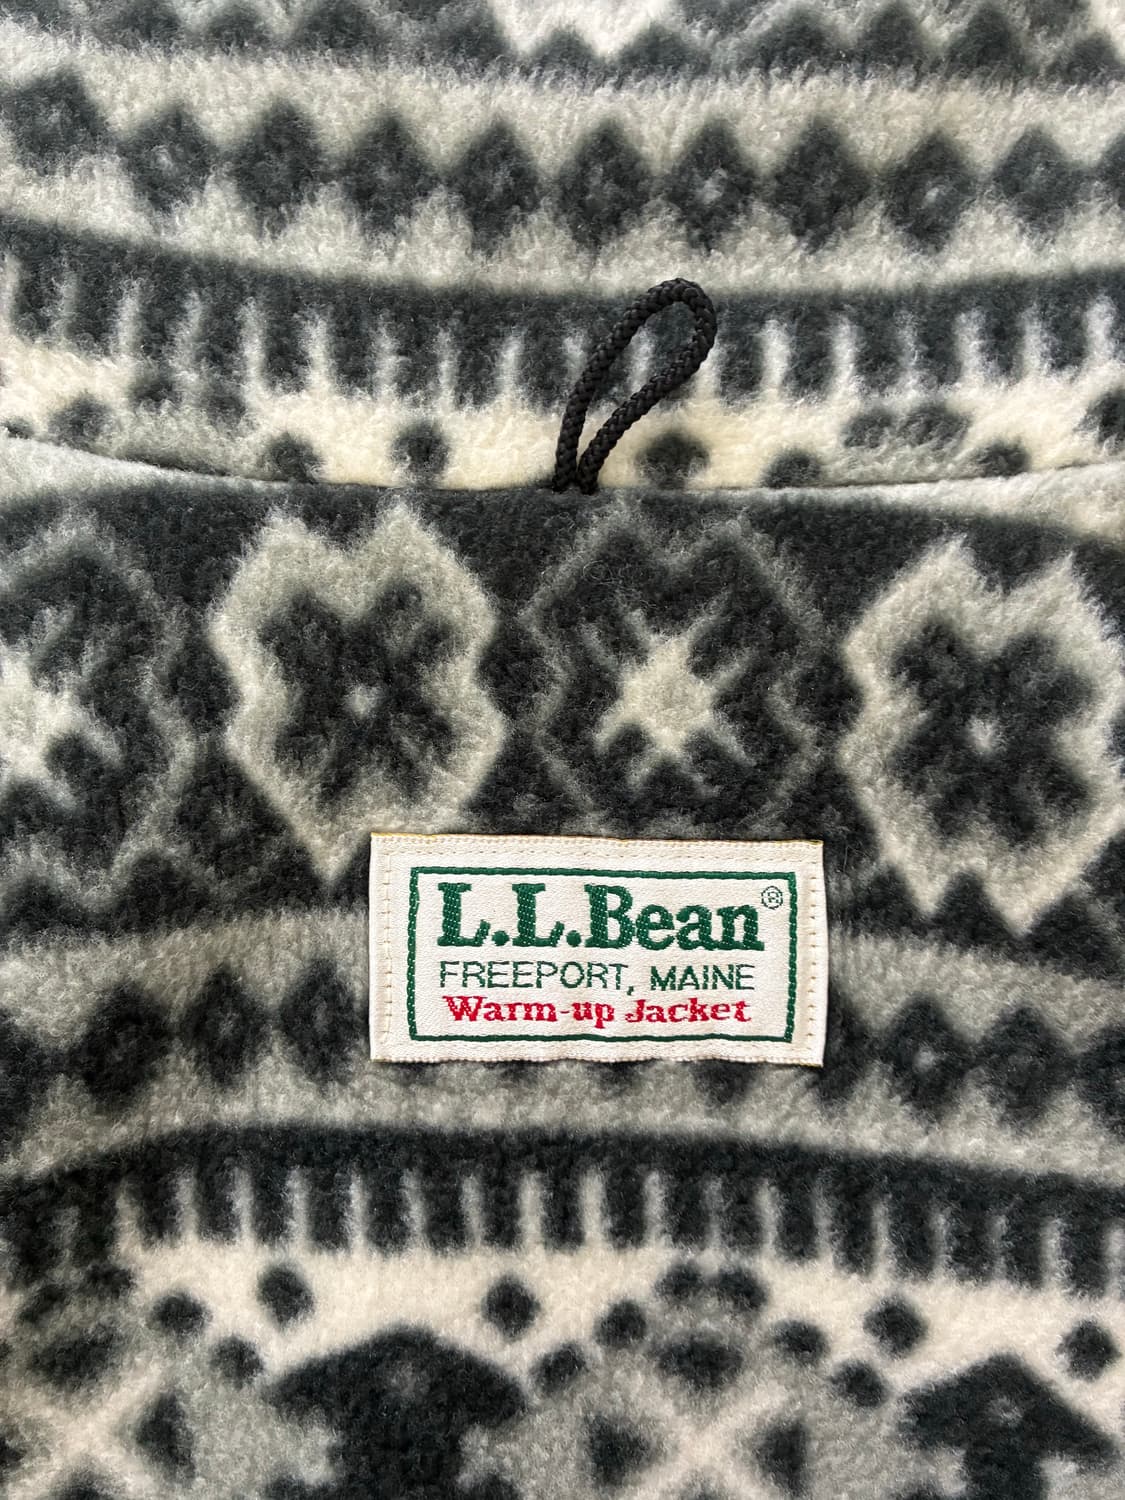 L.L.Bean®
FREEPORT, MAINE
Warm-up Jacket